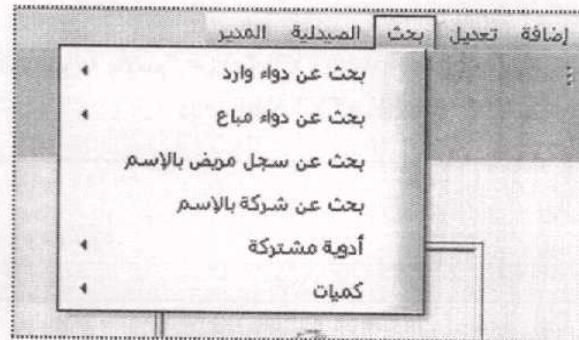 إضافة تعديل بحث الصيدلية المدير
بحث عن دواء وارد
بحث عن دواء مباع
بحث عن سجل مريض بالإسم
بحث عن شركة بالإسم
أدوية مشتركة
كميات